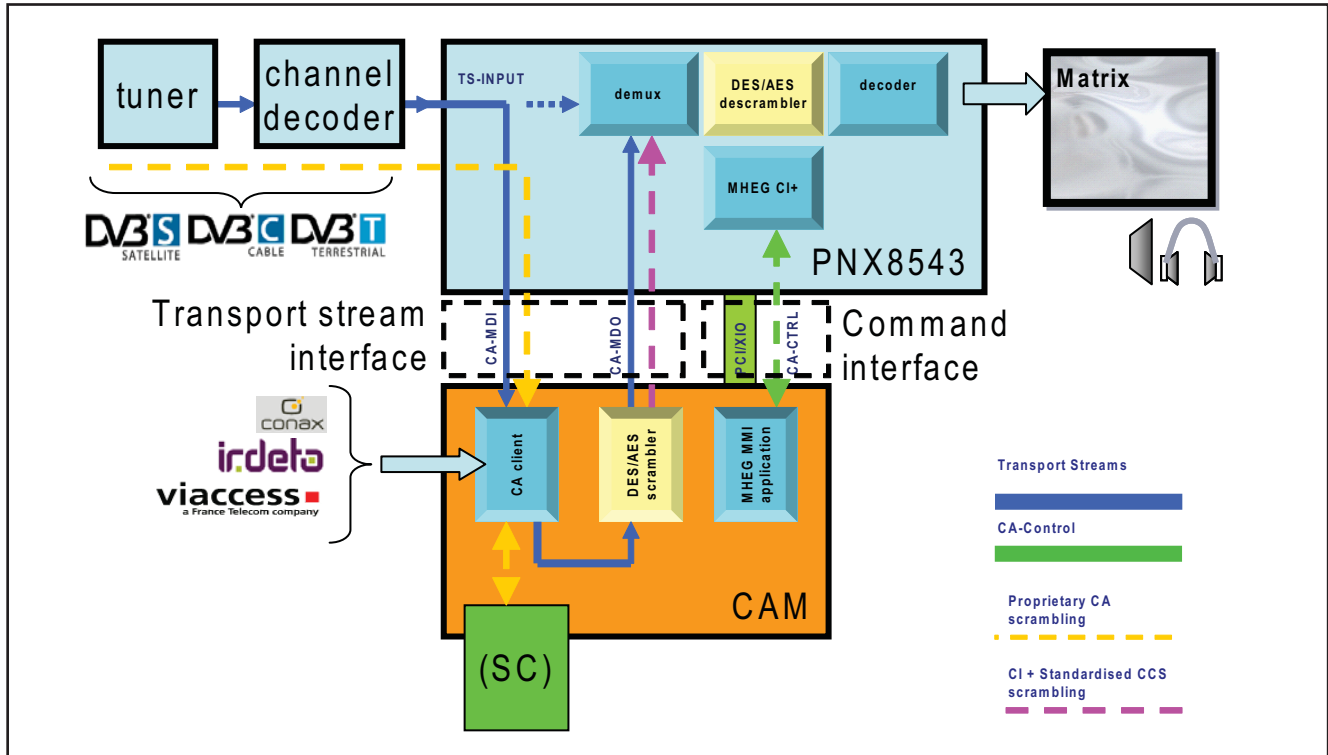 tuner
channel
decoder
TS-INPUT
demux
DES/AES
descrambler
decoder
Matrix
MHEG CI+
PNX8543
DVB S
SATELLITE
DVB C
CABLE
DVB T
TERRESTRIAL
Transport stream
interface
CA-MDI
CA-MDO
PCI/XIO
CA-CTRL
Command
interface
conax
irdeto
viaccess
a France Telecom company
CA client
DES/AES
scrambler
MHEG MMI
application
CAM
(SC)
Transport Streams
CA-Control
Proprietary CA
scrambling
CI + Standardised CCS
scrambling